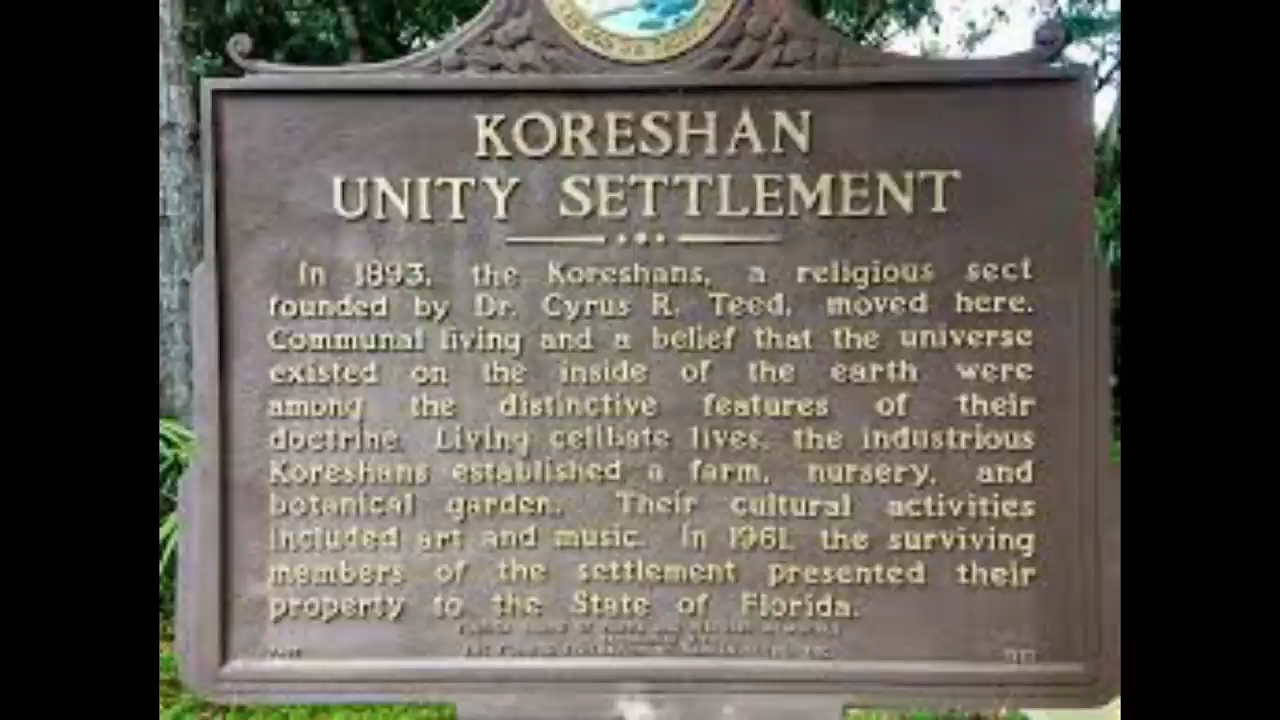 KORESHAN
UNITY SETTLEMENT
In 1893, the Koreshans, a religious sect
founded by Dr. Cyrus R. Teed, moved here.
Communal living and a belief that the universe
existed on the inside of the earth were
among the distinctive features of their
doctrine. Living celibate lives, the industrious
Koreshans established a farm, nursery, and
botanical garden. Their cultural activities
included art and music. In 1961, the surviving
members of the settlement presented their
property to the State of Florida.